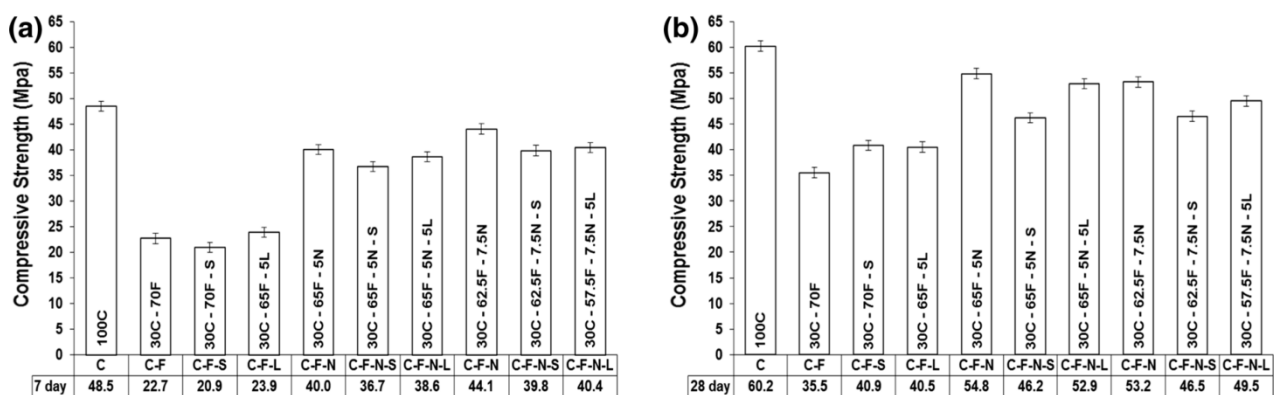 (a)
Compressive Strength (Mpa)
65
60
55
50
45
40
35
30
25
20
15
10
5
0
100C
30C - 70F
30C - 70F - S
30C - 65F - 5L
30C - 65F - 5N
30C - 65F - 5N - S
30C - 65F - 5N - 5L
30C - 62.5F - 7.5N
30C - 62.5F - 7.5N - S
30C - 57.5F - 7.5N - 5L
C C-F C-F-S C-F-L C-F-N C-F-N-S C-F-N-L C-F-N C-F-N-S C-F-N-L
7 day 48.5 22.7 20.9 23.9 40.0 36.7 38.6 44.1 39.8 40.4
(b)
Compressive Strength (Mpa)
65
60
55
50
45
40
35
30
25
20
15
10
5
0
100C
30C - 70F
30C - 70F - S
30C - 65F - 5L
30C - 65F - 5N
30C - 65F - 5N - S
30C - 65F - 5N - 5L
30C - 62.5F - 7.5N
30C - 62.5F - 7.5N - S
30C - 57.5F - 7.5N - 5L
C C-F C-F-S C-F-L C-F-N C-F-N-S C-F-N-L C-F-N C-F-N-S C-F-N-L
28 day 60.2 35.5 40.9 40.5 54.8 46.2 52.9 53.2 46.5 49.5